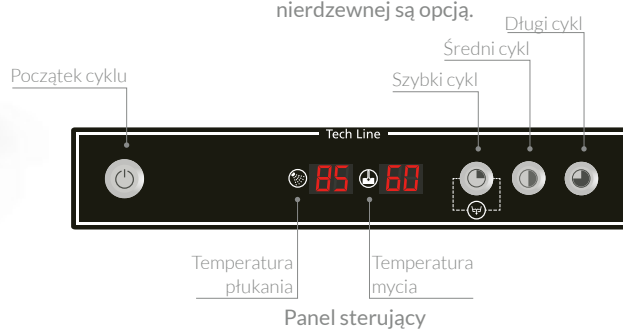 nierdzewnej są opcją.
Długi cykl
Średni cykl
Początek cyklu
Szybki cykl
Tech Line
85
60
Temperatura
płukania
Temperatura
mycia
Panel sterujący